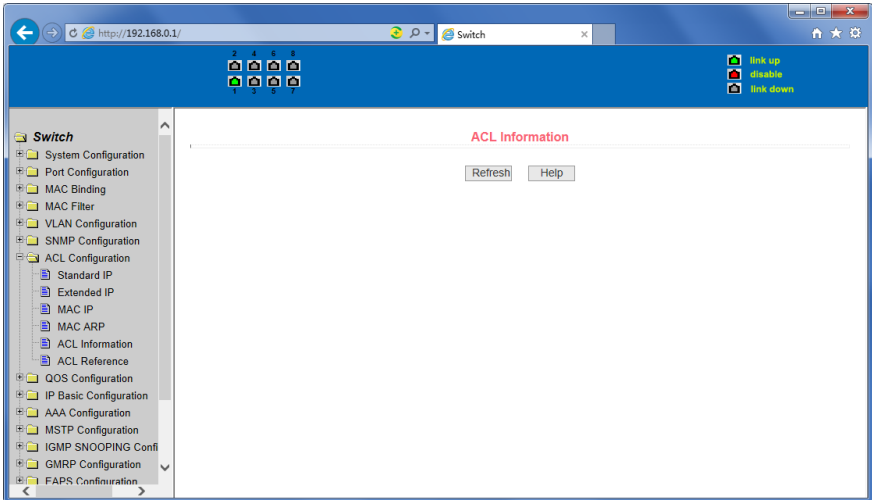 http://192.168.0.1/
Switch
2 4 6 8
1 3 5 7
link up
disable
link down
Switch
System Configuration
Port Configuration
MAC Binding
MAC Filter
VLAN Configuration
SNMP Configuration
ACL Configuration
Standard IP
Extended IP
MAC IP
MAC ARP
ACL Information
ACL Reference
QOS Configuration
IP Basic Configuration
AAA Configuration
MSTP Configuration
IGMP SNOOPING Confi
GMRP Configuration
EAPS Configuration
ACL Information
Refresh Help